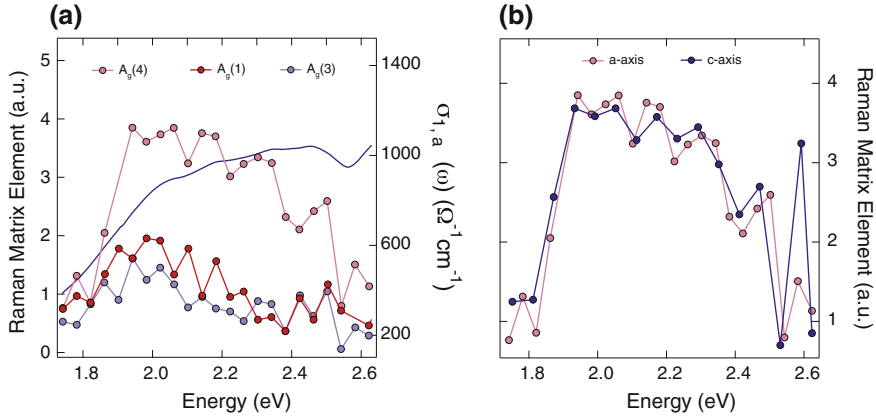 (a)
Raman Matrix Element (a.u.)
5
4
3
2
1
0
Ag(4) Ag(1) Ag(3)
1400
1000
600
200
σ1, a (ω) (Ω⁻¹cm⁻¹)
1.8 2.0 2.2 2.4 2.6
Energy (eV)
(b)
a-axis c-axis
4
3
2
1
Raman Matrix Element (a.u.)
1.8 2.0 2.2 2.4 2.6
Energy (eV)